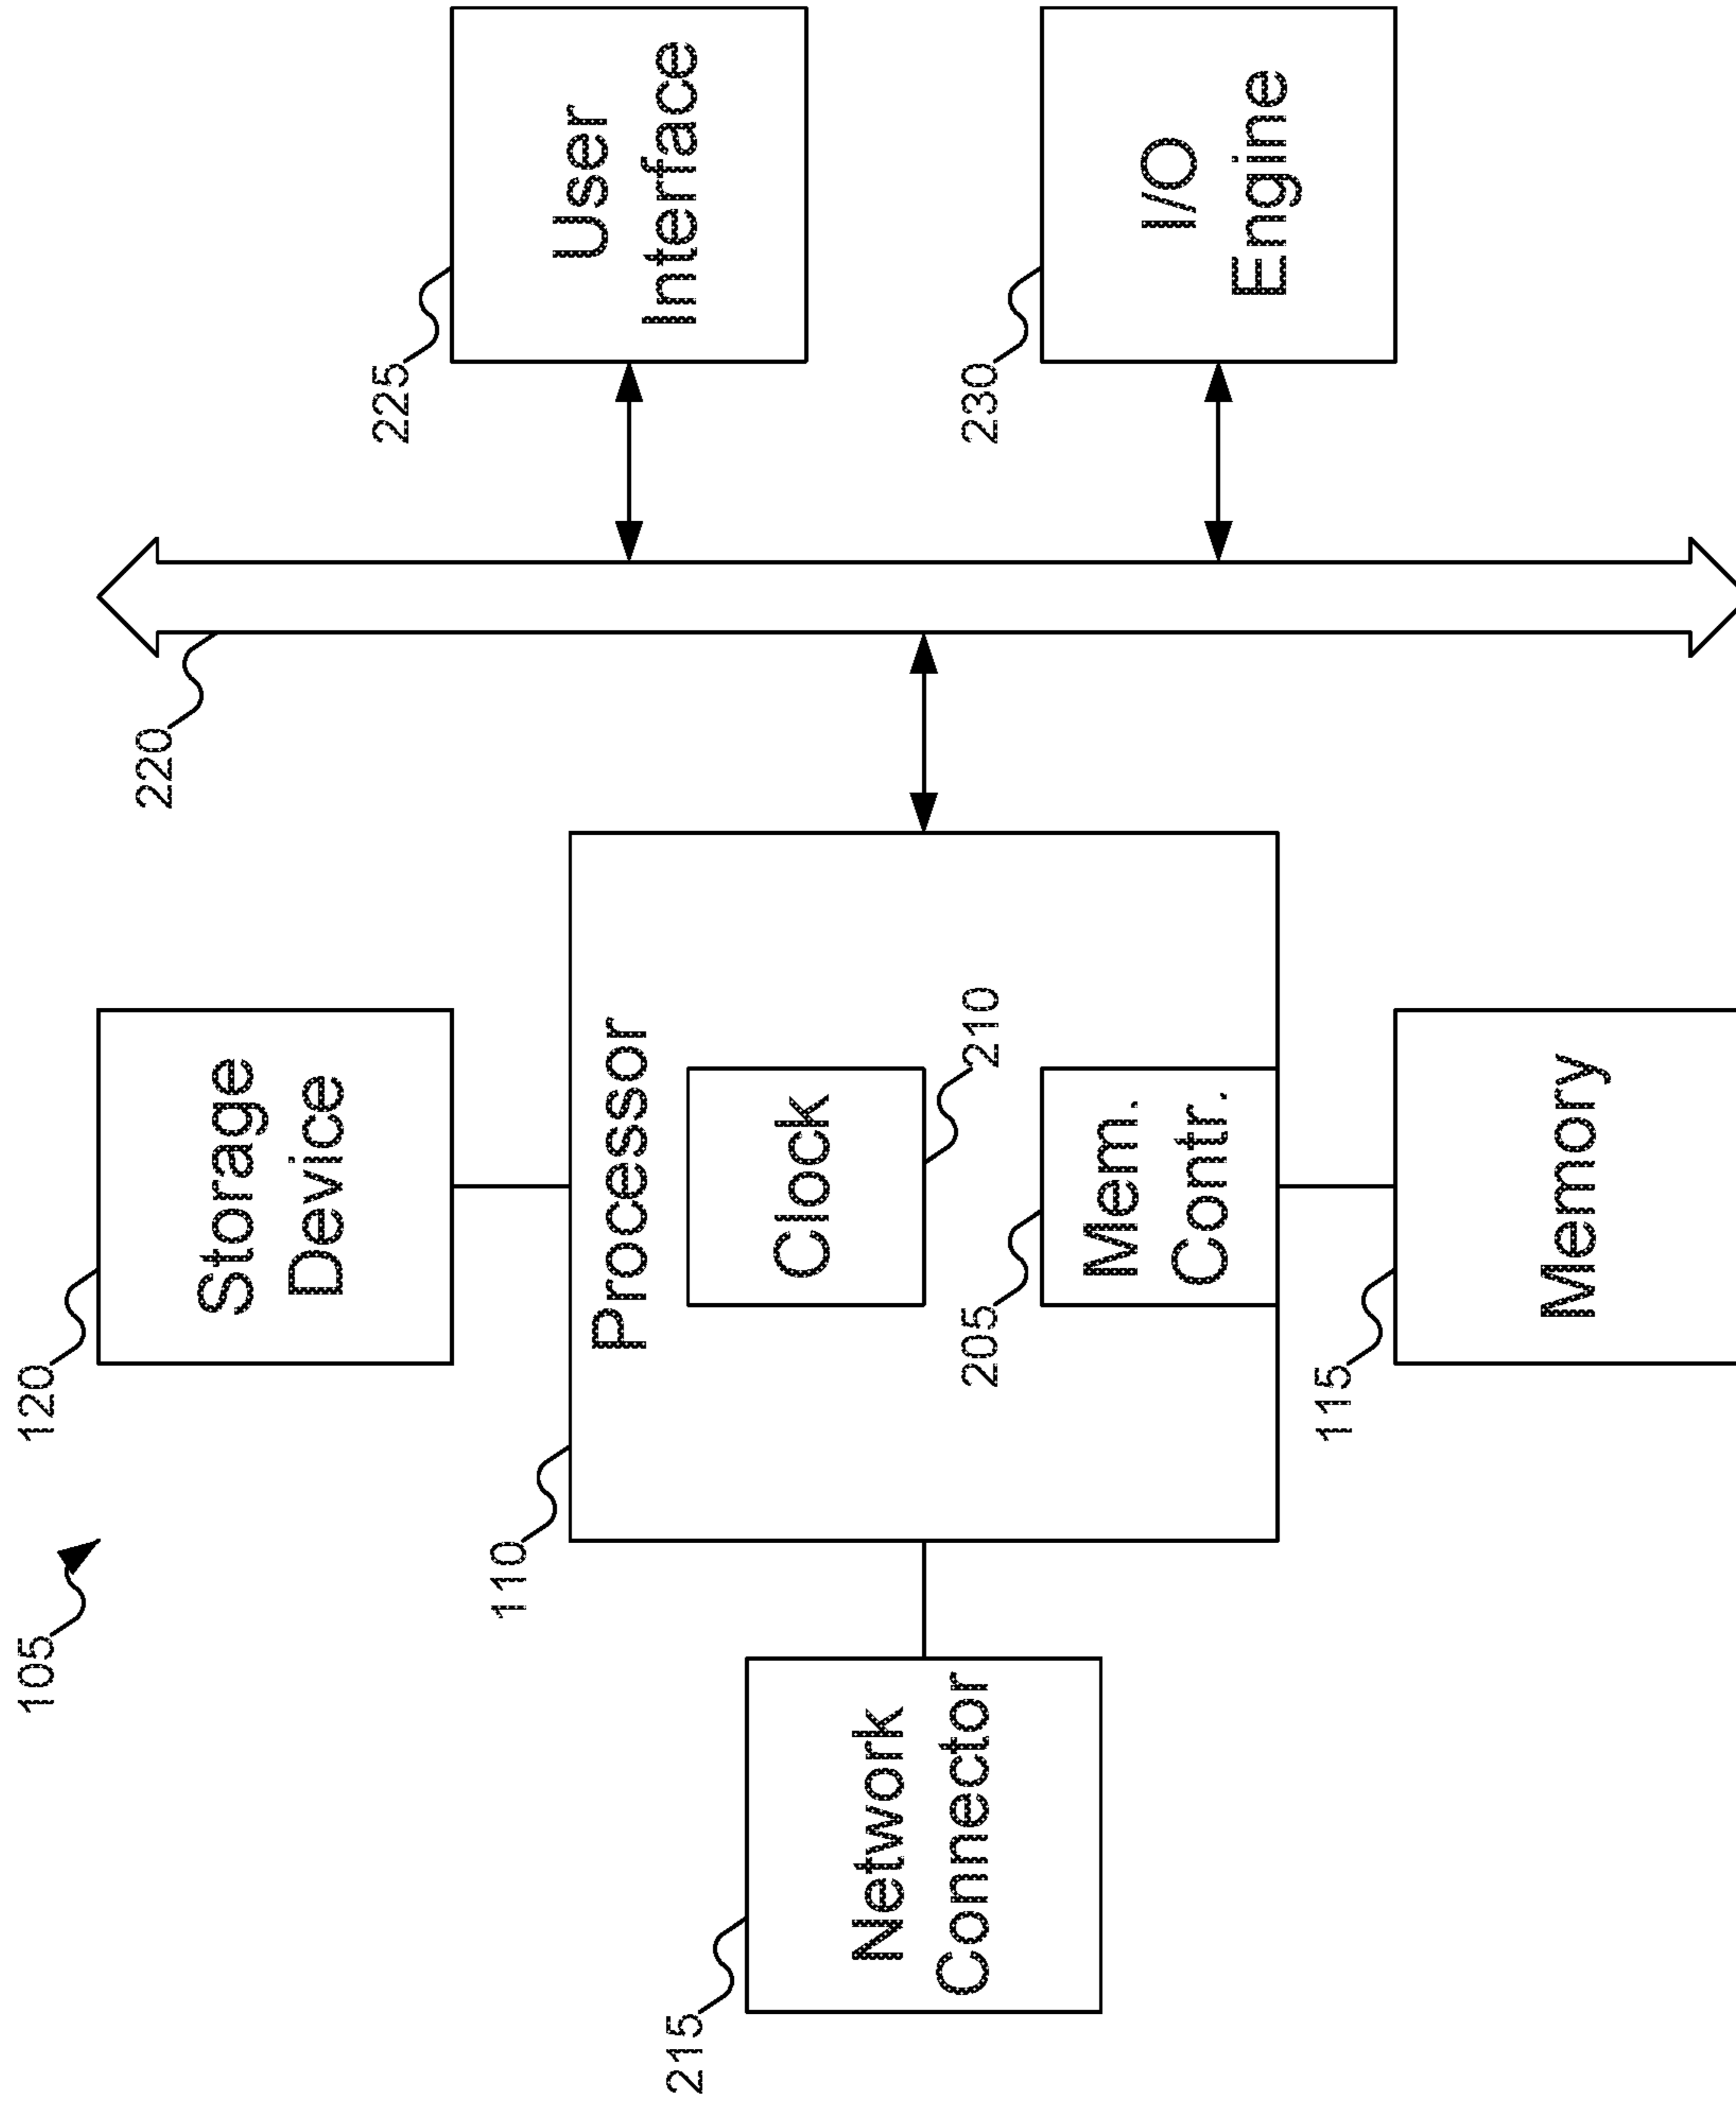 105
120
Storage
Device
220
225
User
Interface
110
Processor
215
Network
Connector
Clock
210
205
Mem.
Contr.
230
I/O
Engine
115
Memory